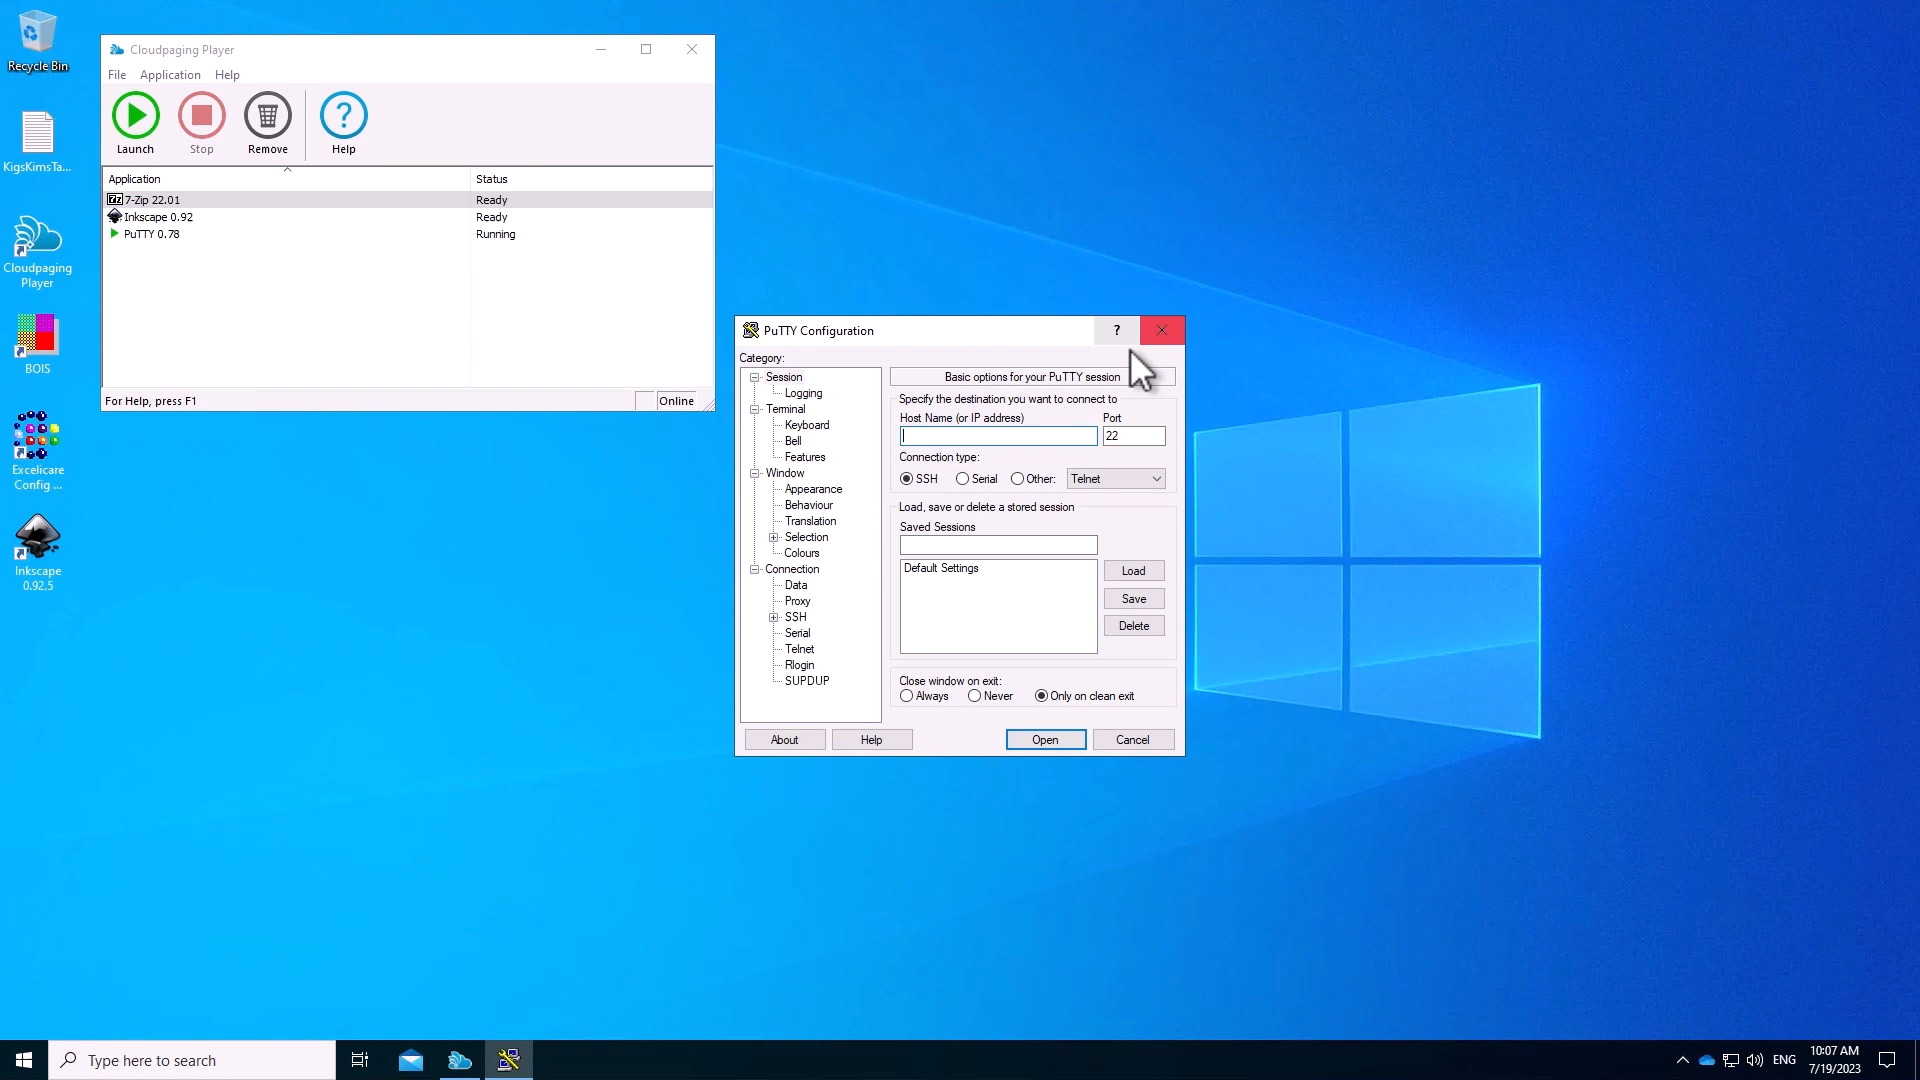 Recycle Bin
KigsKimsTa...
Cloudpaging
Player
BOIS
Excelicare
Config ...
Inkscape
0.92.5
Cloudpaging Player
File Application Help
Launch Stop Remove Help
Application Status
7-Zip 22.01 Ready
Inkscape 0.92 Ready
PuTTY 0.78 Running
For Help, press F1 Online
PuTTY Configuration ?
Category:
Session
Logging
Terminal
Keyboard
Bell
Features
Window
Appearance
Behaviour
Translation
Selection
Colours
Connection
Data
Proxy
SSH
Serial
Telnet
Rlogin
SUPDUP
Basic options for your PuTTY session
Specify the destination you want to connect to
Host Name (or IP address) Port
22
Connection type:
SSH Serial Other: Telnet
Load, save or delete a stored session
Saved Sessions
Default Settings
Load
Save
Delete
Close window on exit:
Always Never Only on clean exit
About Help Open Cancel
Type here to search
ENG
10:07 AM
7/19/2023